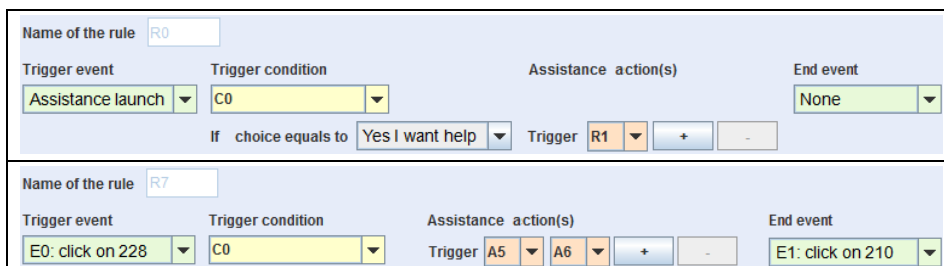 Name of the rule R0
Trigger event Trigger condition Assistance action(s) End event
Assistance launch C0 None
If choice equals to Yes I want help Trigger R1 + -
Name of the rule R7
Trigger event Trigger condition Assistance action(s) End event
E0: click on 228 C0 Trigger A5 A6 + - E1: click on 210